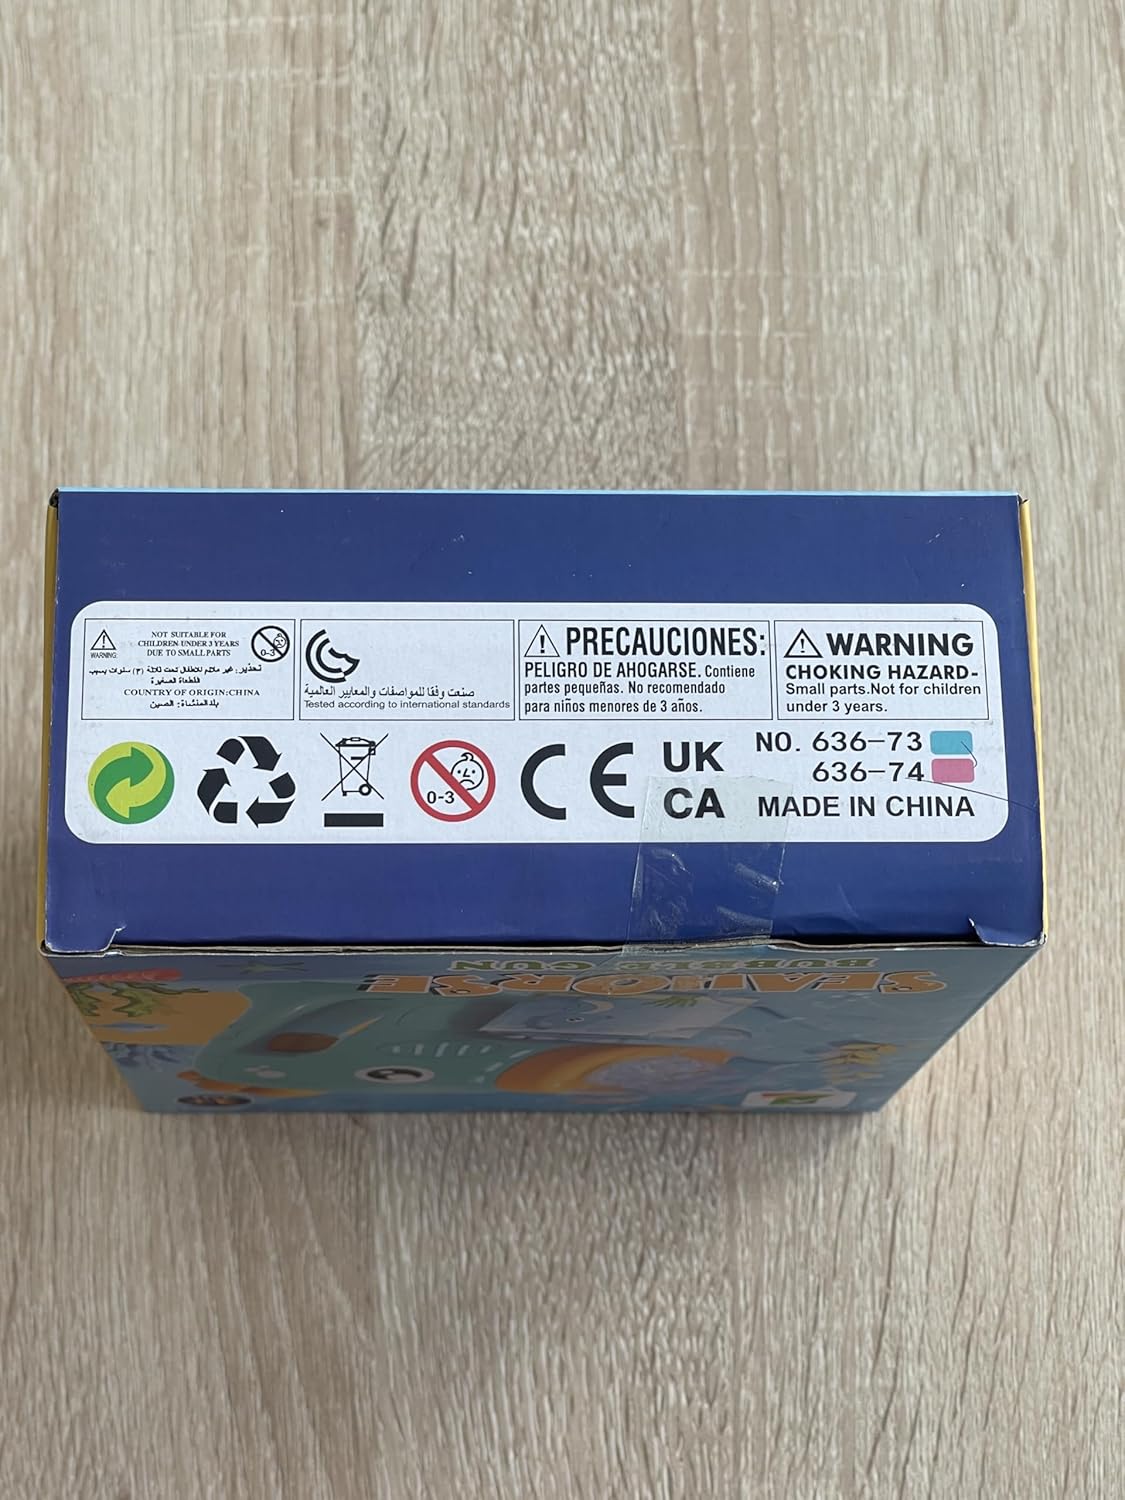 WARNING:
NOT SUITABLE FOR
CHILDREN UNDER 3 YEARS
DUE TO SMALL PARTS
0-3
تحذير: غير ملائم للأطفال تحت ثلاثة (٣) سنوات بسبب
COUNTRY OF ORIGIN:CHINA
بلد المنشاة: الصين
صنعت وفقا للمواصفات والمعايير العالمية
Tested according to international standards
PRECAUCIONES:
PELIGRO DE AHOGARSE. Contiene
partes pequeñas. No recomendado
para niños menores de 3 años.
WARNING
CHOKING HAZARD-
Small parts.Not for children
under 3 years.
0-3
CE
UK
CA
NO. 636-73
636-74
MADE IN CHINA
SEAHORSE
BUBBLE GUN